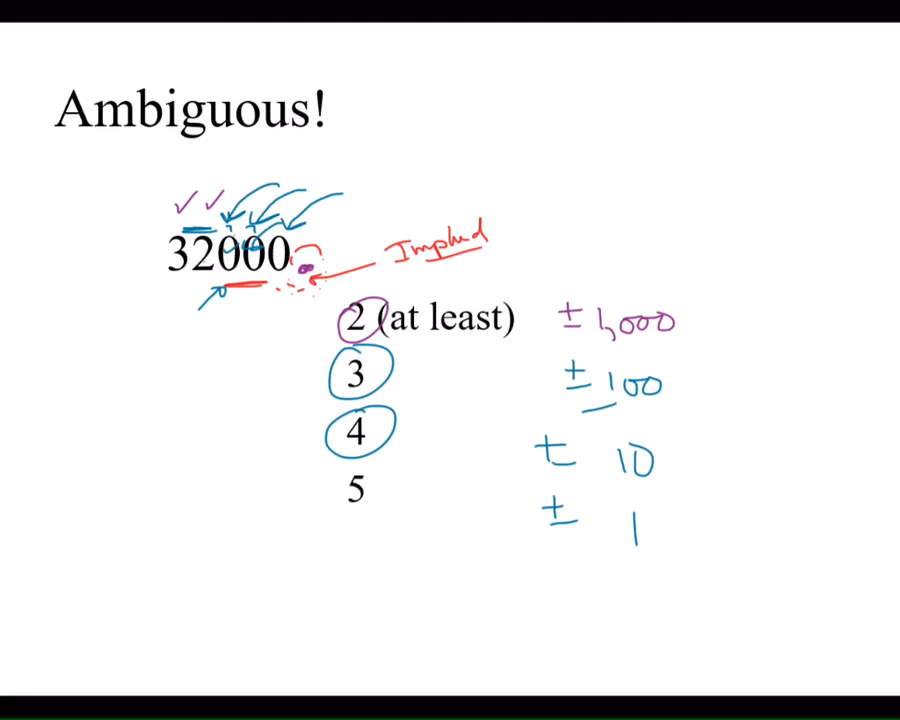 Ambiguous!
32000.
Implied
2 (at least) ± 1,000
3 ± 100
4 ± 10
5 ± 1